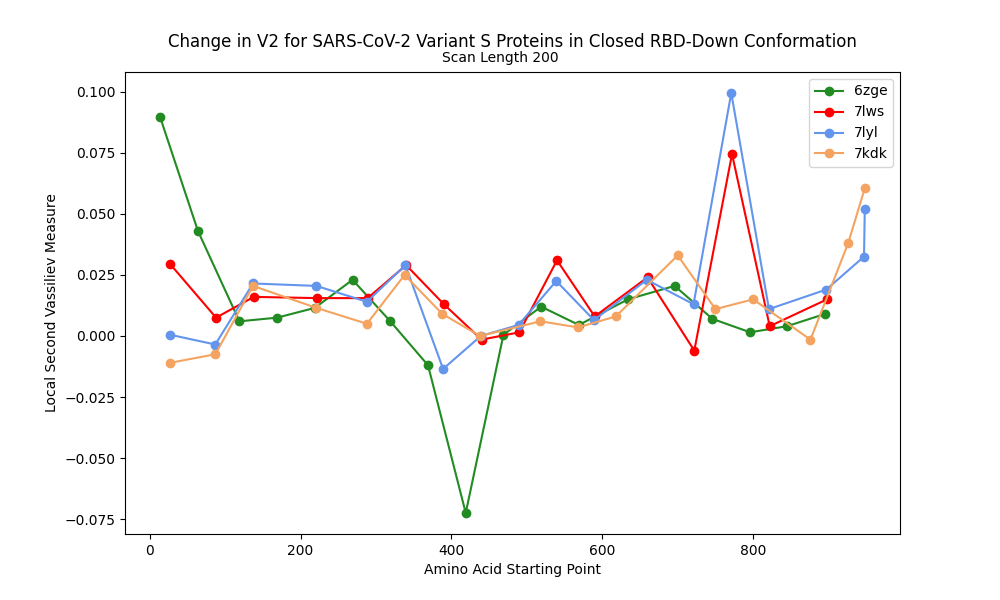 Change in V2 for SARS-CoV-2 Variant S Proteins in Closed RBD-Down Conformation
Scan Length 200
6zge
7lws
7lyl
7kdk
Local Second Vassiliev Measure
0.100
0.075
0.050
0.025
0.000
−0.025
−0.050
−0.075
0
200
400
600
800
Amino Acid Starting Point